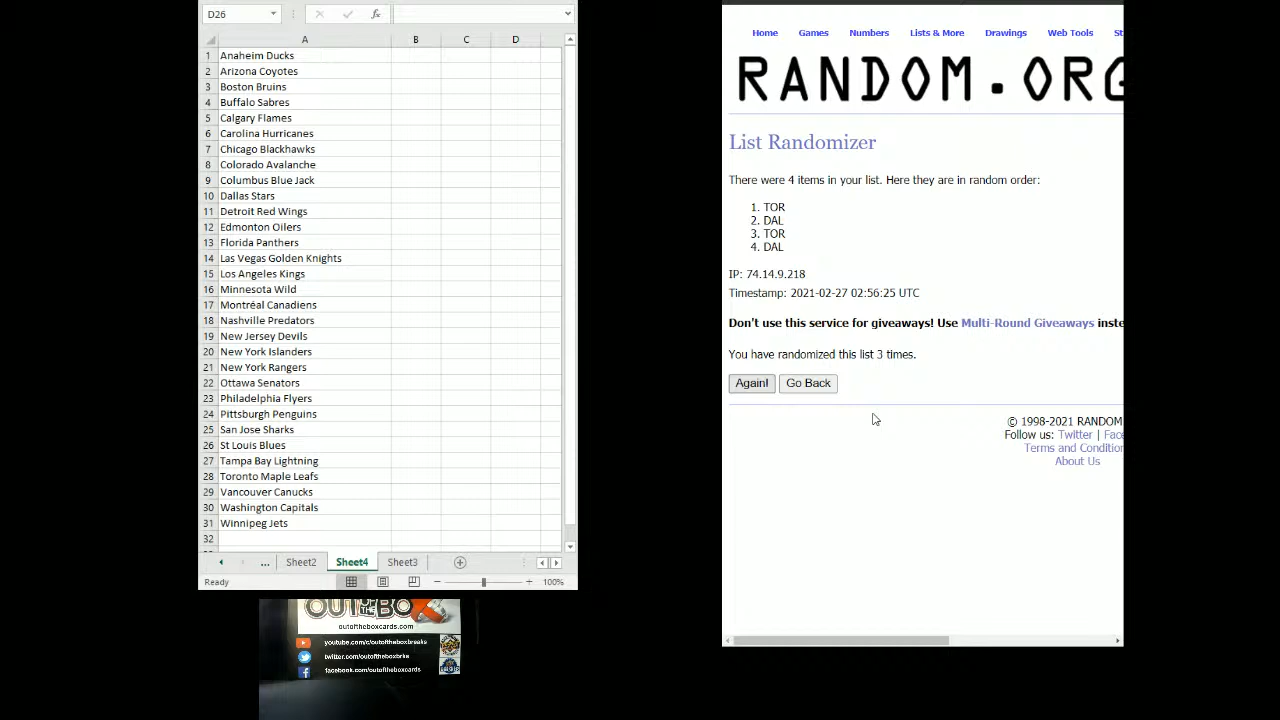 D26
fx
A B C D
1 Anaheim Ducks
2 Arizona Coyotes
3 Boston Bruins
4 Buffalo Sabres
5 Calgary Flames
6 Carolina Hurricanes
7 Chicago Blackhawks
8 Colorado Avalanche
9 Columbus Blue Jack
10 Dallas Stars
11 Detroit Red Wings
12 Edmonton Oilers
13 Florida Panthers
14 Las Vegas Golden Knights
15 Los Angeles Kings
16 Minnesota Wild
17 Montréal Canadiens
18 Nashville Predators
19 New Jersey Devils
20 New York Islanders
21 New York Rangers
22 Ottawa Senators
23 Philadelphia Flyers
24 Pittsburgh Penguins
25 San Jose Sharks
26 St Louis Blues
27 Tampa Bay Lightning
28 Toronto Maple Leafs
29 Vancouver Canucks
30 Washington Capitals
31 Winnipeg Jets
32
... Sheet2 Sheet4 Sheet3
Ready 100%
OUT OF THE BOX
outoftheboxcards.com
youtube.com/c/outoftheboxbreaks
twitter.com/outoftheboxbrks
facebook.com/outoftheboxcards
Home Games Numbers Lists & More Drawings Web Tools St
RANDOM.ORG
List Randomizer
There were 4 items in your list. Here they are in random order:
1. TOR
2. DAL
3. TOR
4. DAL
IP: 74.14.9.218
Timestamp: 2021-02-27 02:56:25 UTC
Don't use this service for giveaways! Use Multi-Round Giveaways inste
You have randomized this list 3 times.
Again! Go Back
© 1998-2021 RANDOM
Follow us: Twitter | Face
Terms and Condition
About Us